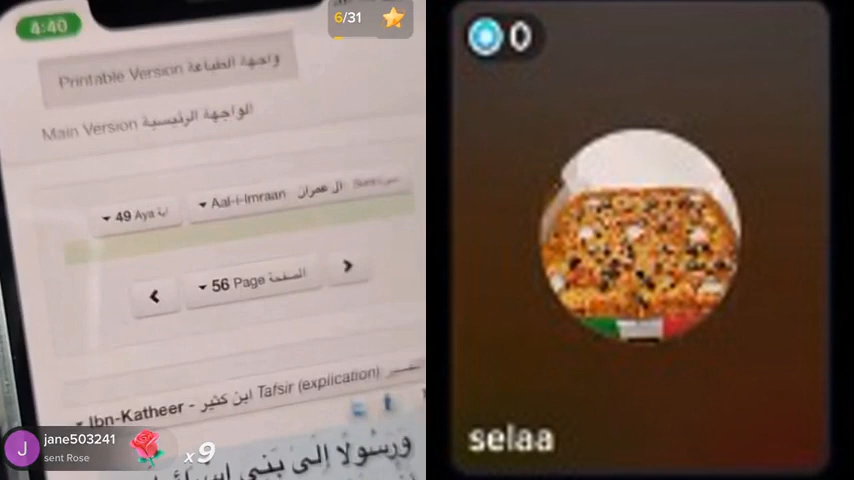 4:40
6/31
Printable Version واجهة الطباعة
Main Version الواجهة الرئيسية
49 Aya آية
Aal-i-Imraan آل عمران
56 Page الصفحة
Ibn-Katheer - ابن كثير Tafsir (explication)
ورسولا إلى بني
jane503241
sent Rose
x9
J
0
selaa